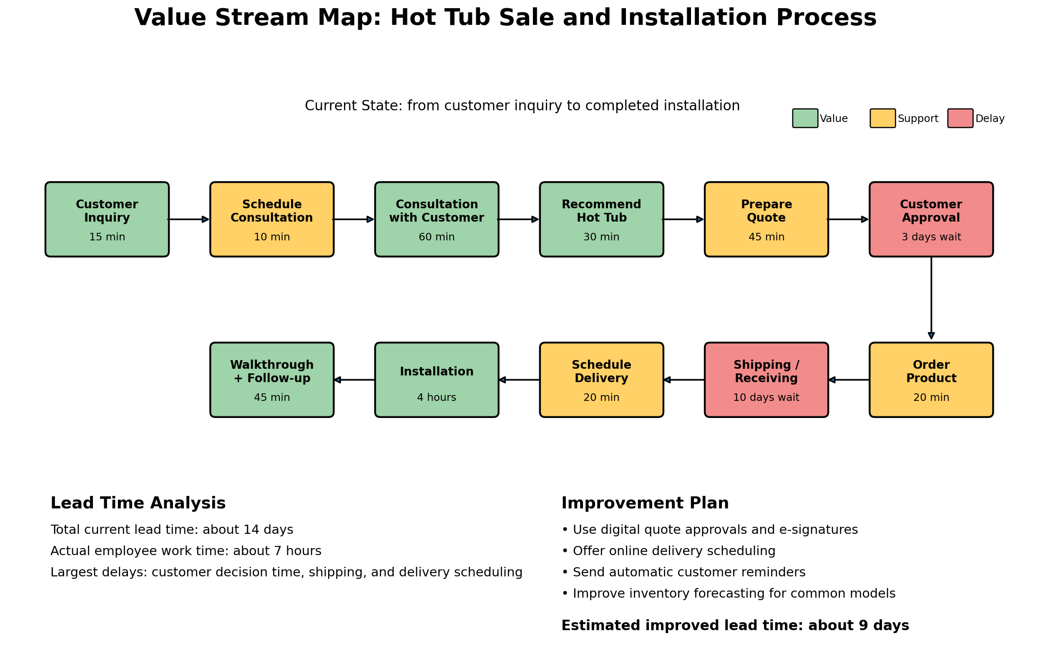 Value Stream Map: Hot Tub Sale and Installation Process
Current State: from customer inquiry to completed installation
Value
Support
Delay
Customer
Inquiry
15 min
Schedule
Consultation
10 min
Consultation
with Customer
60 min
Recommend
Hot Tub
30 min
Prepare
Quote
45 min
Customer
Approval
3 days wait
Order
Product
20 min
Shipping /
Receiving
10 days wait
Schedule
Delivery
20 min
Installation
4 hours
Walkthrough
+ Follow-up
45 min
Lead Time Analysis
Total current lead time: about 14 days
Actual employee work time: about 7 hours
Largest delays: customer decision time, shipping, and delivery scheduling
Improvement Plan
• Use digital quote approvals and e-signatures
• Offer online delivery scheduling
• Send automatic customer reminders
• Improve inventory forecasting for common models
Estimated improved lead time: about 9 days